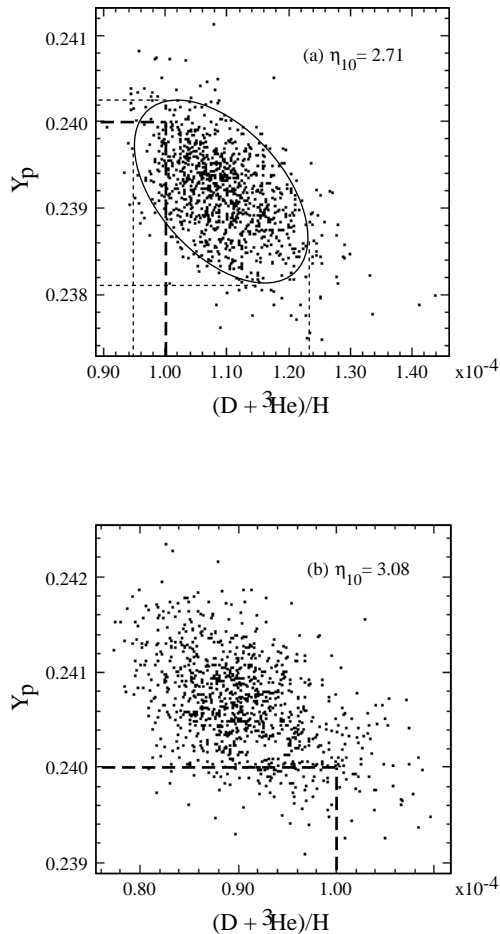 0.241
(a) η10= 2.71
0.240
Yp
0.239
0.238
0.90 1.00 1.10 1.20 1.30 1.40 x10-4
(D + 3He)/H
0.242
(b) η10= 3.08
0.241
Yp
0.240
0.239
0.80 0.90 1.00 x10-4
(D + 3He)/H